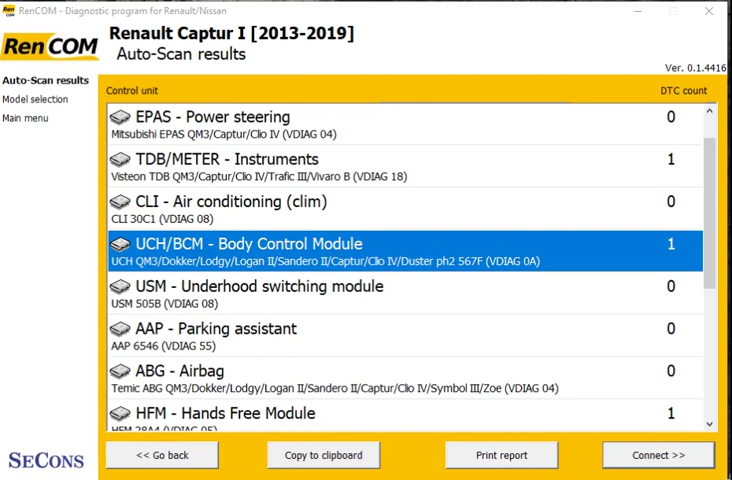 RenCOM - Diagnostic program for Renault/Nissan
RenCOM
Renault Captur I [2013-2019]
Auto-Scan results
Ver. 0.1.4416
Auto-Scan results
Model selection
Main menu
Control unit DTC count
EPAS - Power steering 0
Mitsubishi EPAS QM3/Captur/Clio IV (VDIAG 04)
TDB/METER - Instruments 1
Visteon TDB QM3/Captur/Clio IV/Trafic III/Vivaro B (VDIAG 18)
CLI - Air conditioning (clim) 0
CLI 30C1 (VDIAG 08)
UCH/BCM - Body Control Module 1
UCH QM3/Dokker/Lodgy/Logan II/Sandero II/Captur/Clio IV/Duster ph2 567F (VDIAG 0A)
USM - Underhood switching module 0
USM 505B (VDIAG 08)
AAP - Parking assistant 0
AAP 6546 (VDIAG 55)
ABG - Airbag 0
Temic ABG QM3/Dokker/Lodgy/Logan II/Sandero II/Captur/Clio IV/Symbol III/Zoe (VDIAG 04)
HFM - Hands Free Module 1
HFM 28A4 (VDIAG 05)
SECONS
<< Go back
Copy to clipboard
Print report
Connect >>